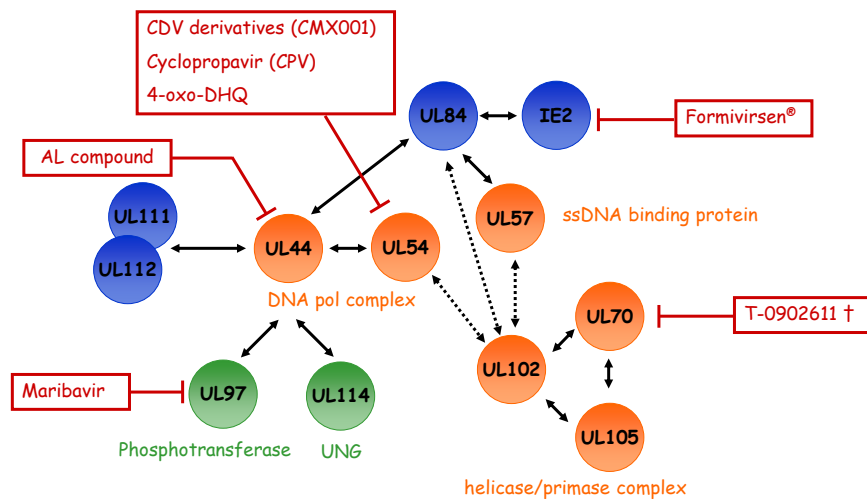 CDV derivatives (CMX001)
Cyclopropavir (CPV)
4-oxo-DHQ
UL84
IE2
Formivirsen®
AL compound
UL111
UL112
UL44
UL54
UL57
ssDNA binding protein
DNA pol complex
UL70
T-0902611 †
UL102
Maribavir
UL97
UL114
UL105
Phosphotransferase
UNG
helicase/primase complex